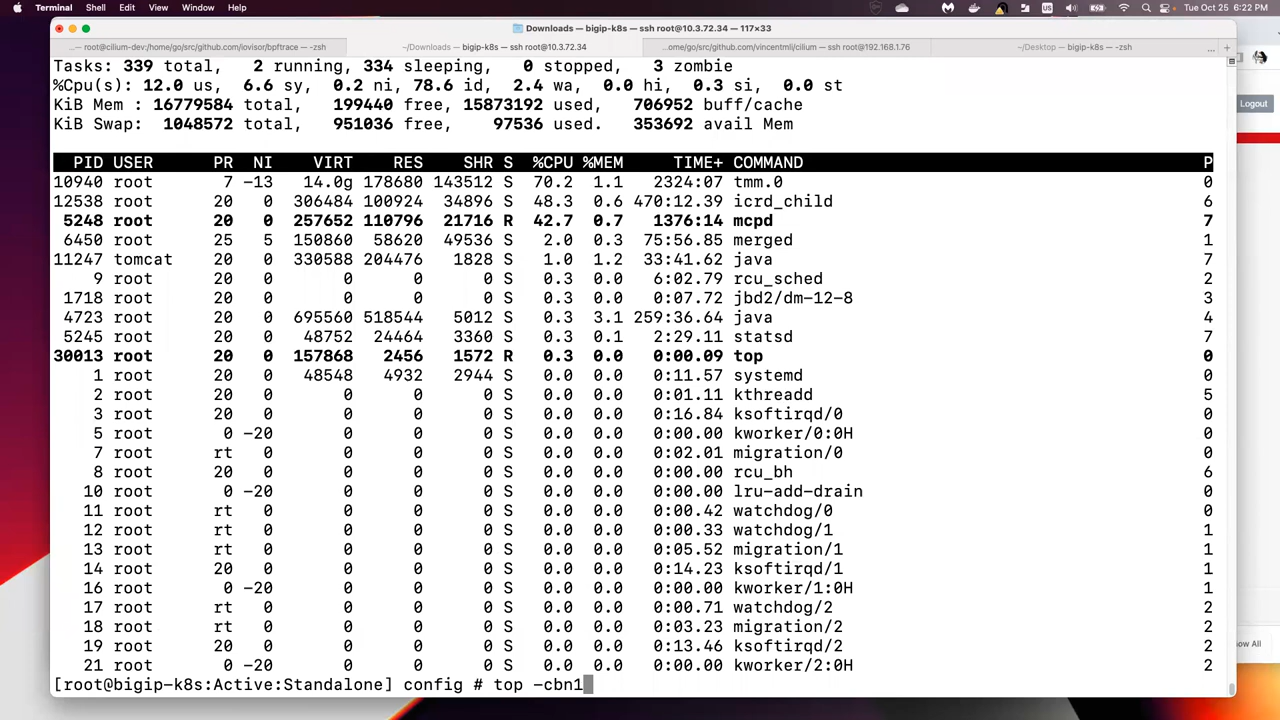 Terminal Shell Edit View Window Help
US
Tue Oct 25 6:22 PM
Downloads — bigip-k8s — ssh root@10.3.72.34 — 117×33
... — root@cilium-dev:/home/go/src/github.com/iovisor/bpftrace — -zsh
~/Downloads — bigip-k8s — ssh root@10.3.72.34
...ome/go/src/github.com/vincentmli/cilium — ssh root@192.168.1.76
~/Desktop — bigip-k8s — -zsh
... +
Tasks: 339 total, 2 running, 334 sleeping, 0 stopped, 3 zombie
%Cpu(s): 12.0 us, 6.6 sy, 0.2 ni, 78.6 id, 2.4 wa, 0.0 hi, 0.3 si, 0.0 st
KiB Mem : 16779584 total, 199440 free, 15873192 used, 706952 buff/cache
KiB Swap: 1048572 total, 951036 free, 97536 used. 353692 avail Mem
PID USER PR NI VIRT RES SHR S %CPU %MEM TIME+ COMMAND P
10940 root 7 -13 14.0g 178680 143512 S 70.2 1.1 2324:07 tmm.0 0
12538 root 20 0 306484 100924 34896 S 48.3 0.6 470:12.39 icrd_child 6
5248 root 20 0 257652 110796 21716 R 42.7 0.7 1376:14 mcpd 7
6450 root 25 5 150860 58620 49536 S 2.0 0.3 75:56.85 merged 1
11247 tomcat 20 0 330588 204476 1828 S 1.0 1.2 33:41.62 java 7
9 root 20 0 0 0 0 S 0.3 0.0 6:02.79 rcu_sched 2
1718 root 20 0 0 0 0 S 0.3 0.0 0:07.72 jbd2/dm-12-8 3
4723 root 20 0 695560 518544 5012 S 0.3 3.1 259:36.64 java 4
5245 root 20 0 48752 24464 3360 S 0.3 0.1 2:29.11 statsd 7
30013 root 20 0 157868 2456 1572 R 0.3 0.0 0:00.09 top 0
1 root 20 0 48548 4932 2944 S 0.0 0.0 0:11.57 systemd 0
2 root 20 0 0 0 0 S 0.0 0.0 0:01.11 kthreadd 5
3 root 20 0 0 0 0 S 0.0 0.0 0:16.84 ksoftirqd/0 0
5 root 0 -20 0 0 0 S 0.0 0.0 0:00.00 kworker/0:0H 0
7 root rt 0 0 0 0 S 0.0 0.0 0:02.01 migration/0 0
8 root 20 0 0 0 0 S 0.0 0.0 0:00.00 rcu_bh 6
10 root 0 -20 0 0 0 S 0.0 0.0 0:00.00 lru-add-drain 0
11 root rt 0 0 0 0 S 0.0 0.0 0:00.42 watchdog/0 0
12 root rt 0 0 0 0 S 0.0 0.0 0:00.33 watchdog/1 1
13 root rt 0 0 0 0 S 0.0 0.0 0:05.52 migration/1 1
14 root 20 0 0 0 0 S 0.0 0.0 0:14.23 ksoftirqd/1 1
16 root 0 -20 0 0 0 S 0.0 0.0 0:00.00 kworker/1:0H 1
17 root rt 0 0 0 0 S 0.0 0.0 0:00.71 watchdog/2 2
18 root rt 0 0 0 0 S 0.0 0.0 0:03.23 migration/2 2
19 root 20 0 0 0 0 S 0.0 0.0 0:13.46 ksoftirqd/2 2
21 root 0 -20 0 0 0 S 0.0 0.0 0:00.00 kworker/2:0H 2
[root@bigip-k8s:Active:Standalone] config # top -cbn1
Logout
ow All